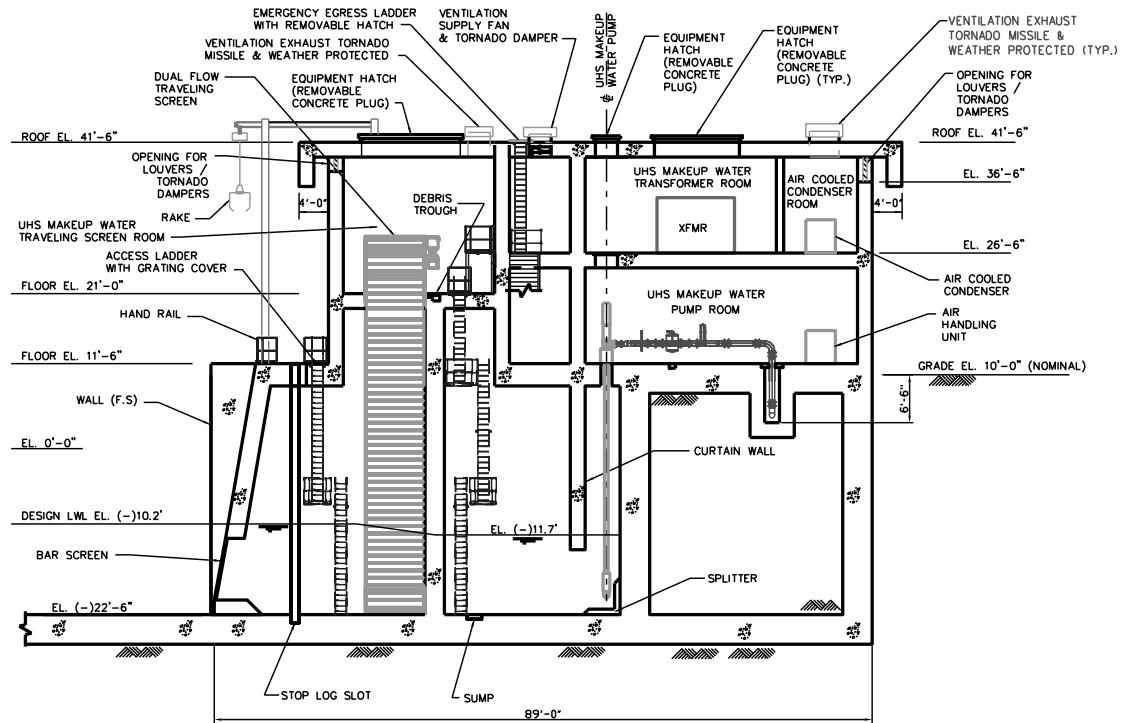 EMERGENCY EGRESS LADDER
WITH REMOVABLE HATCH
VENTILATION
SUPPLY FAN
& TORNADO DAMPER
UHS MAKEUP
WATER PUMP
℄
VENTILATION EXHAUST
TORNADO MISSILE &
WEATHER PROTECTED (TYP.)
VENTILATION EXHAUST TORNADO
MISSILE & WEATHER PROTECTED
EQUIPMENT
HATCH
(REMOVABLE
CONCRETE
PLUG)
EQUIPMENT
HATCH
(REMOVABLE
CONCRETE
PLUG) (TYP.)
DUAL FLOW
TRAVELING
SCREEN
EQUIPMENT HATCH
(REMOVABLE
CONCRETE PLUG)
OPENING FOR
LOUVERS /
TORNADO
DAMPERS
ROOF EL. 41'-6"
ROOF EL. 41'-6"
OPENING FOR
LOUVERS /
TORNADO
DAMPERS
UHS MAKEUP WATER
TRANSFORMER ROOM
AIR COOLED
CONDENSER
ROOM
EL. 36'-6"
4'-0"
4'-0"
RAKE
DEBRIS
TROUGH
XFMR
UHS MAKEUP WATER
TRAVELING SCREEN ROOM
EL. 26'-6"
ACCESS LADDER
WITH GRATING COVER
AIR COOLED
CONDENSER
FLOOR EL. 21'-0"
UHS MAKEUP WATER
PUMP ROOM
HAND RAIL
AIR
HANDLING
UNIT
FLOOR EL. 11'-6"
GRADE EL. 10'-0" (NOMINAL)
6'-6"
WALL (F.S)
EL. 0'-0"
CURTAIN WALL
DESIGN LWL EL. (-)10.2'
EL. (-)11.7'
BAR SCREEN
SPLITTER
EL. (-)22'-6"
STOP LOG SLOT
SUMP
89'-0"